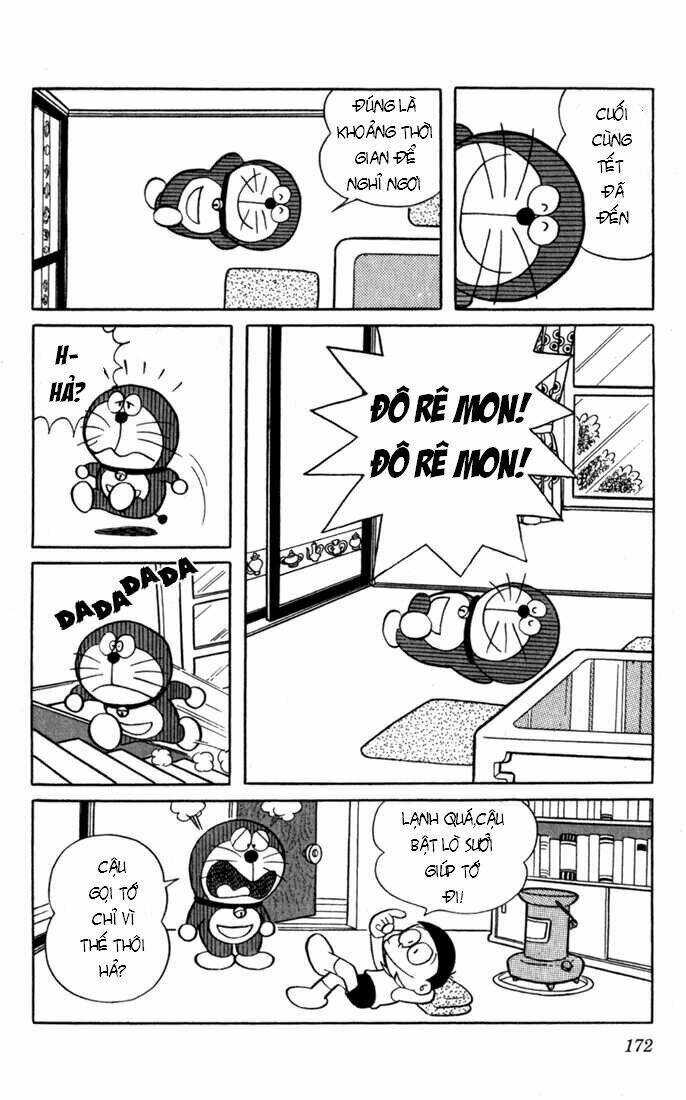 CUỐI
CÙNG
TẾT
ĐÃ
ĐẾN
ĐÚNG LÀ
KHOẢNG THỜI
GIAN ĐỂ
NGHỈ NGƠI
ĐÔ RÊ MON!
ĐÔ RÊ MON!
H-
HẢ?
DADADADA
LẠNH QUÁ,CẬU
BẬT LÒ SƯỞI
GIÚP TỚ
ĐI!
CẬU
GỌI TỚ
CHỈ VÌ
THẾ THÔI
HẢ?
172